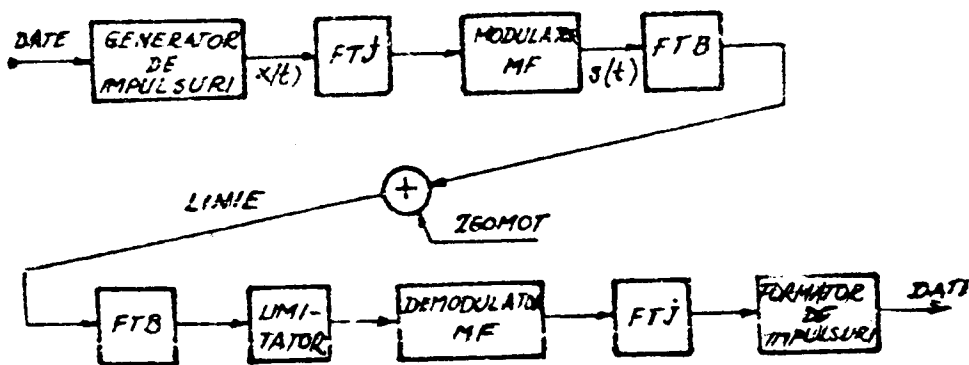 DATE
GENERATOR
DE
IMPULSURI
x(t)
FTJ
MODULATOR
MF
s(t)
FTB
LINIE
+
ZGOMOT
FTB
LIMI-
TATOR
DEMODULATOR
MF
FTJ
FORMATOR
DE
IMPULSURI
DATE